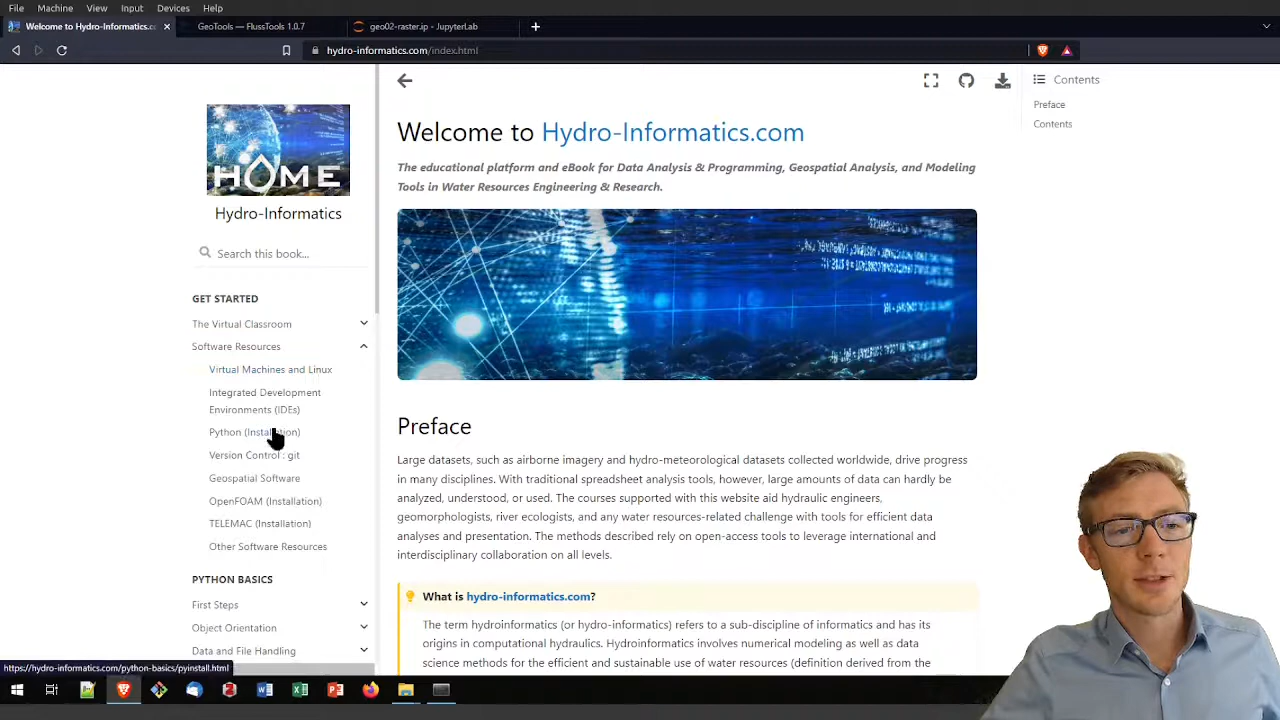 File Machine View Input Devices Help
Welcome to Hydro-Informatics.cc
GeoTools — FlussTools 1.0.7
geo02-raster.ip - JupyterLab
hydro-informatics.com/index.html
HOME
Hydro-Informatics
Search this book...
GET STARTED
The Virtual Classroom
Software Resources
Virtual Machines and Linux
Integrated Development
Environments (IDEs)
Python (Installation)
Version Control : git
Geospatial Software
OpenFOAM (Installation)
TELEMAC (Installation)
Other Software Resources
PYTHON BASICS
First Steps
Object Orientation
Data and File Handling
https://hydro-informatics.com/python-basics/pyinstall.html
Welcome to Hydro-Informatics.com
The educational platform and eBook for Data Analysis & Programming, Geospatial Analysis, and Modeling
Tools in Water Resources Engineering & Research.
Preface
Large datasets, such as airborne imagery and hydro-meteorological datasets collected worldwide, drive progress
in many disciplines. With traditional spreadsheet analysis tools, however, large amounts of data can hardly be
analyzed, understood, or used. The courses supported with this website aid hydraulic engineers,
geomorphologists, river ecologists, and any water resources-related challenge with tools for efficient data
analyses and presentation. The methods described rely on open-access tools to leverage international and
interdisciplinary collaboration on all levels.
What is hydro-informatics.com?
The term hydroinformatics (or hydro-informatics) refers to a sub-discipline of informatics and has its
origins in computational hydraulics. Hydroinformatics involves numerical modeling as well as data
science methods for the efficient and sustainable use of water resources (definition derived from the
Contents
Preface
Contents